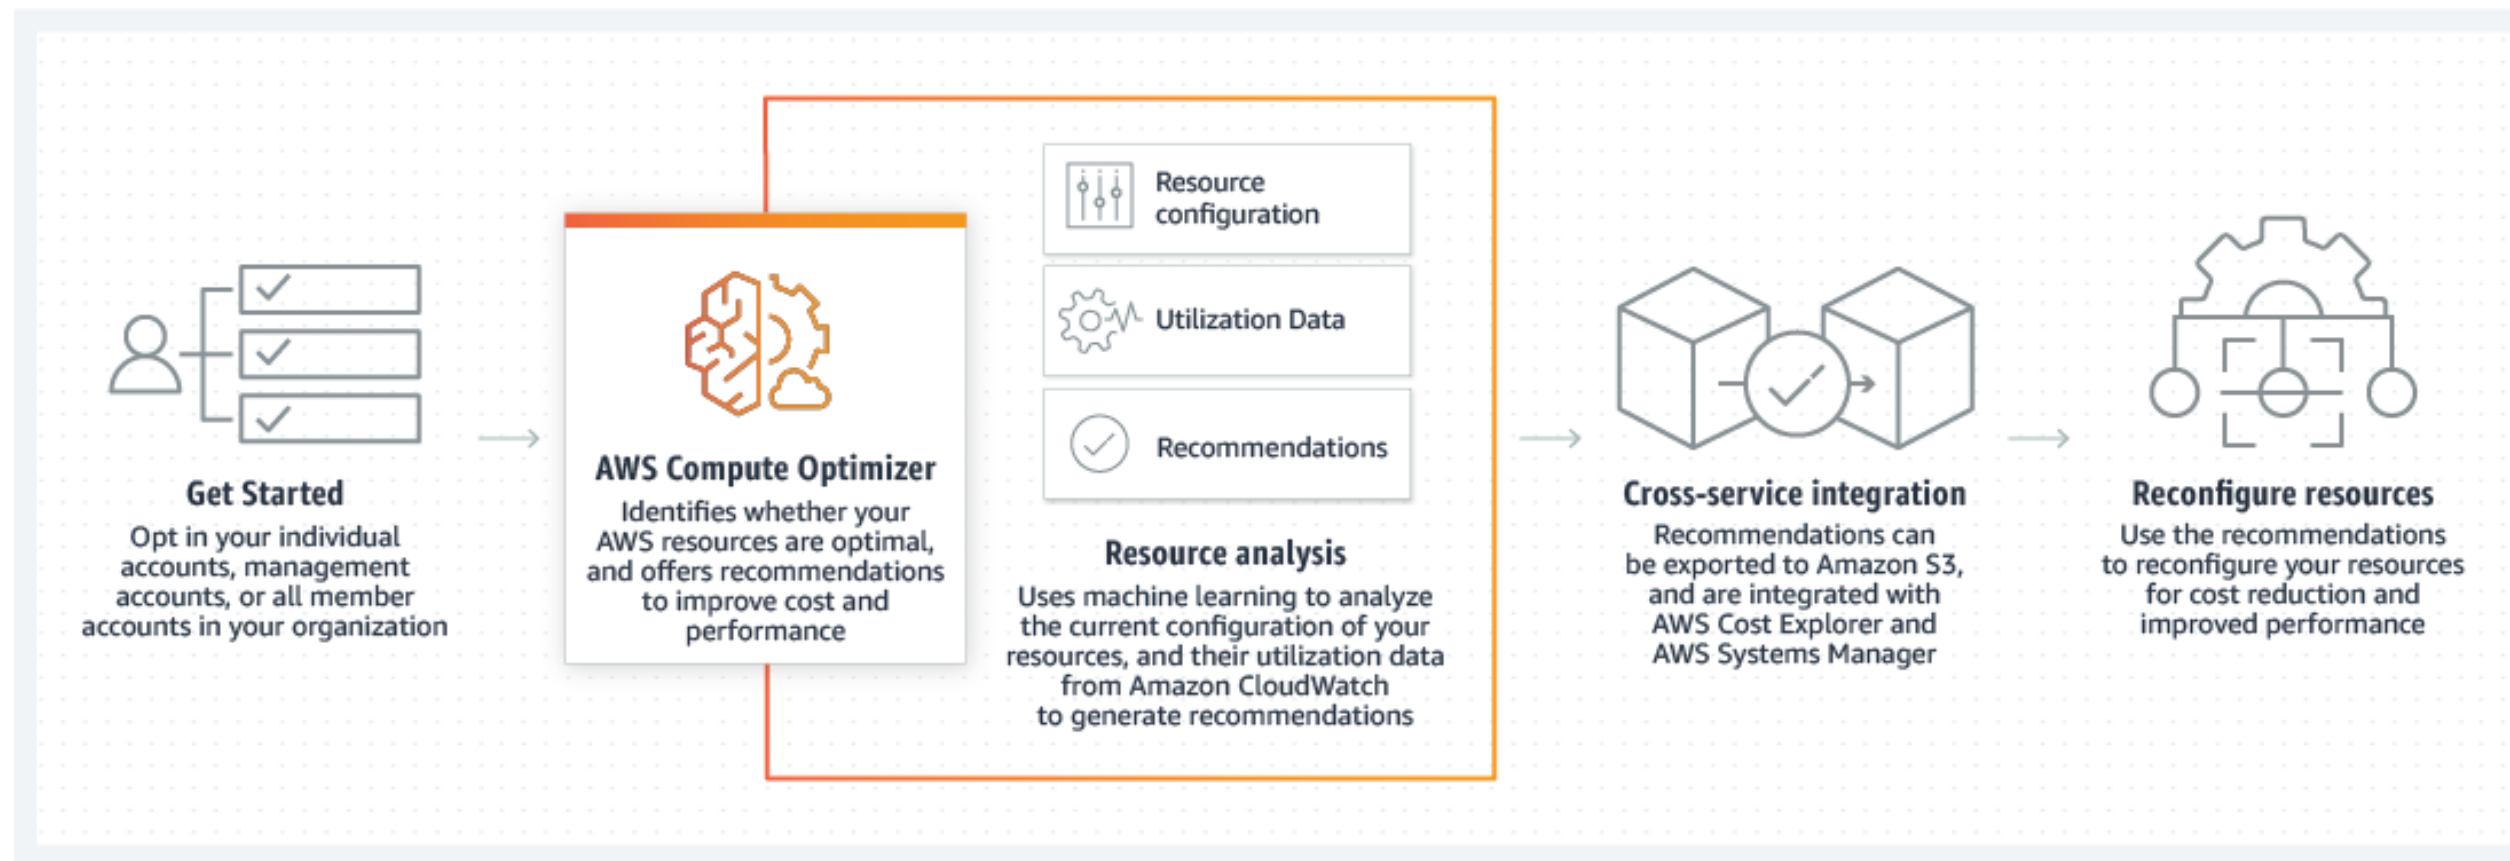 Get Started
Opt in your individual
accounts, management
accounts, or all member
accounts in your organization
AWS Compute Optimizer
Identifies whether your
AWS resources are optimal,
and offers recommendations
to improve cost and
performance
Resource
configuration
Utilization Data
Recommendations
Resource analysis
Uses machine learning to analyze
the current configuration of your
resources, and their utilization data
from Amazon CloudWatch
to generate recommendations
Cross-service integration
Recommendations can
be exported to Amazon S3,
and are integrated with
AWS Cost Explorer and
AWS Systems Manager
Reconfigure resources
Use the recommendations
to reconfigure your resources
for cost reduction and
improved performance